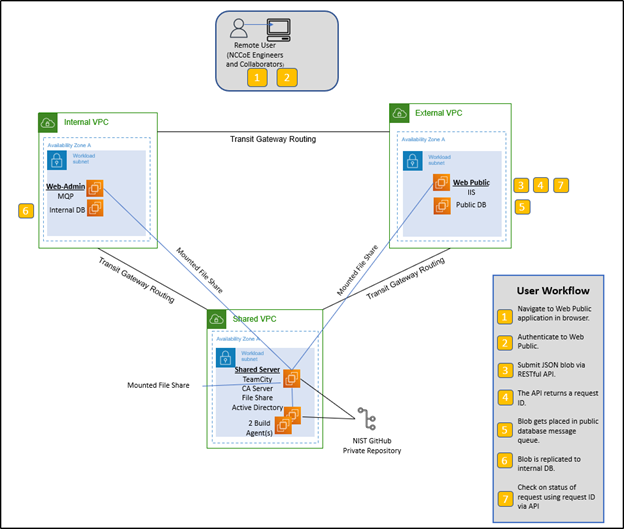 Remote User
(NCCoE Engineers
and Collaborators)
1 2
Internal VPC
Availability Zone A
Workload
subnet
Web-Admin
MQP
Internal DB
6
Transit Gateway Routing
External VPC
Availability Zone A
Workload
subnet
Web Public
IIS
Public DB
3 4 7
5
Mounted File Share
Transit Gateway Routing
Mounted File Share
Transit Gateway Routing
Shared VPC
Availability Zone A
Workload
subnet
Shared Server
TeamCity
CA Server
File Share
Active Directory
2 Build
Agent(s)
Mounted File Share
NIST GitHub
Private Repository
User Workflow
1 Navigate to Web Public
application in browser.
2 Authenticate to Web
Public.
3 Submit JSON blob via
RESTful API.
4 The API returns a request
ID.
5 Blob gets placed in public
database message
queue.
6 Blob is replicated to
internal DB.
7 Check on status of
request using request ID
via API